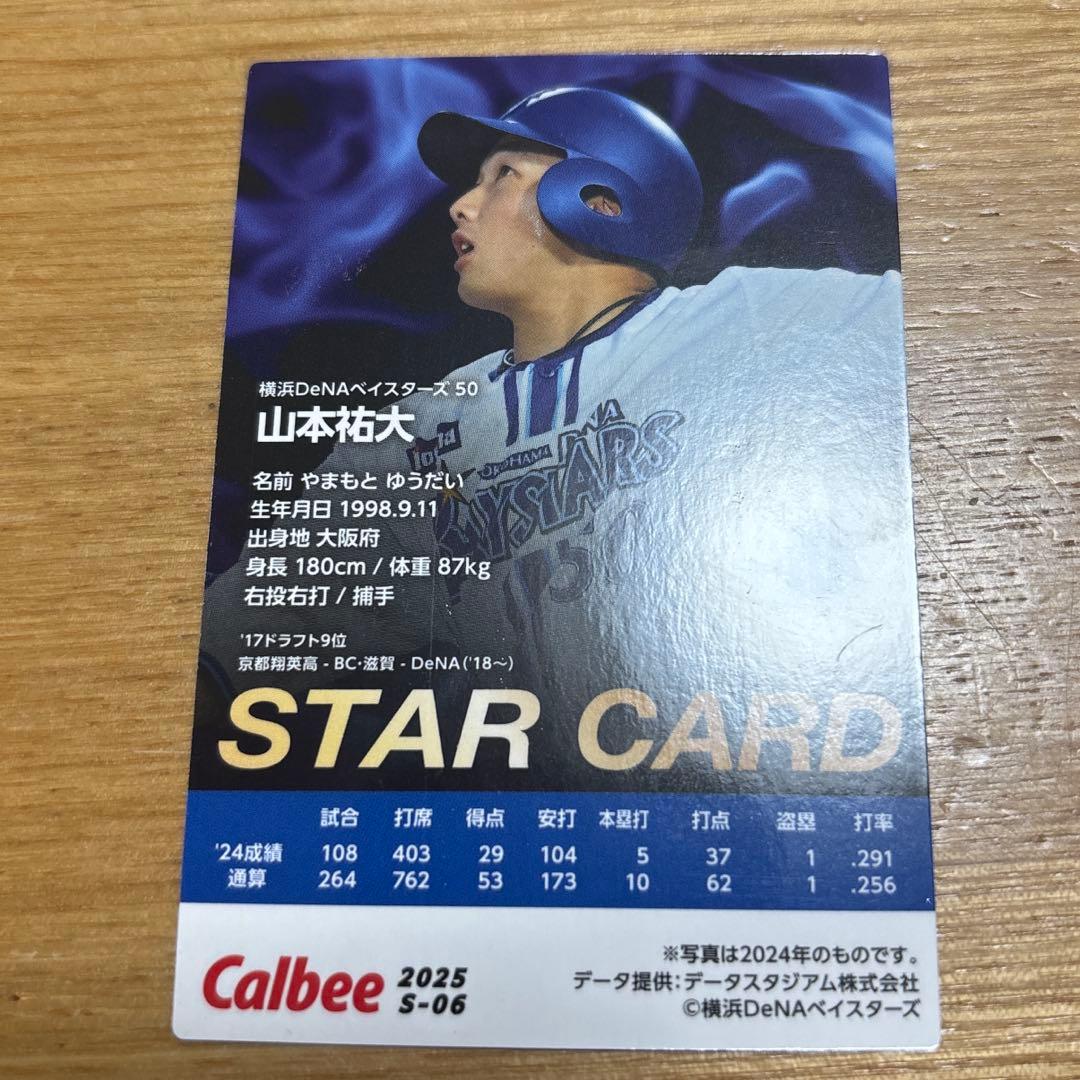 横浜DeNAベイスターズ 50
山本祐大
名前 やまもと ゆうだい
生年月日 1998.9.11
出身地 大阪府
身長 180cm / 体重 87kg
右投右打 / 捕手
'17ドラフト9位
京都翔英高 - BC・滋賀 - DeNA('18〜)
YOKOHAMA
DNA
BAYSTARS
50
STAR CARD
試合 打席 得点 安打 本塁打 打点 盗塁 打率
'24成績 108 403 29 104 5 37 1 .291
通算 264 762 53 173 10 62 1 .256
Calbee 2025
S-06
※写真は2024年のものです。
データ提供:データスタジアム株式会社
©横浜DeNAベイスターズ